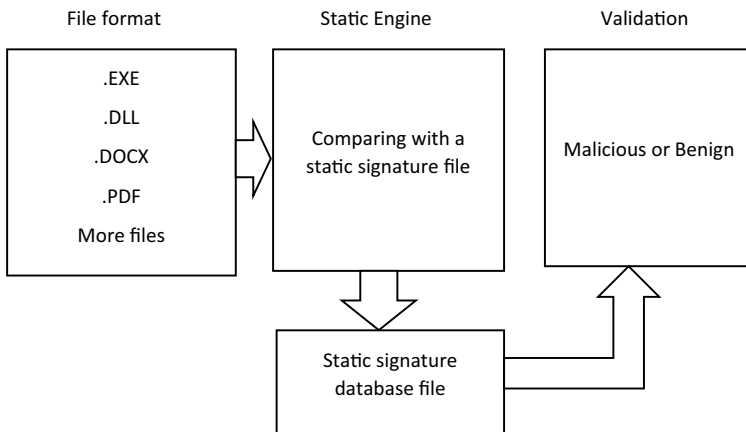 File format
Static Engine
Validation
.EXE
.DLL
.DOCX
.PDF
More files
Comparing with a
static signature file
Malicious or Benign
Static signature
database file